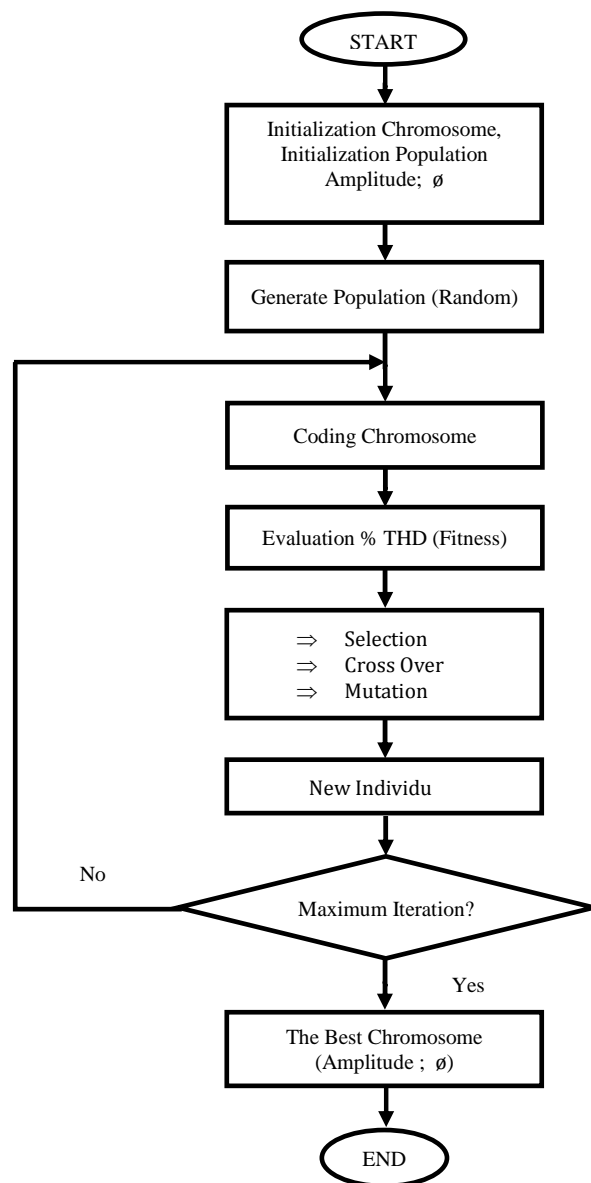 START
Initialization Chromosome,
Initialization Population
Amplitude; ø
Generate Population (Random)
Coding Chromosome
Evaluation % THD (Fitness)
⇒ Selection
⇒ Cross Over
⇒ Mutation
New Individu
No
Maximum Iteration?
Yes
The Best Chromosome
(Amplitude ; ø)
END